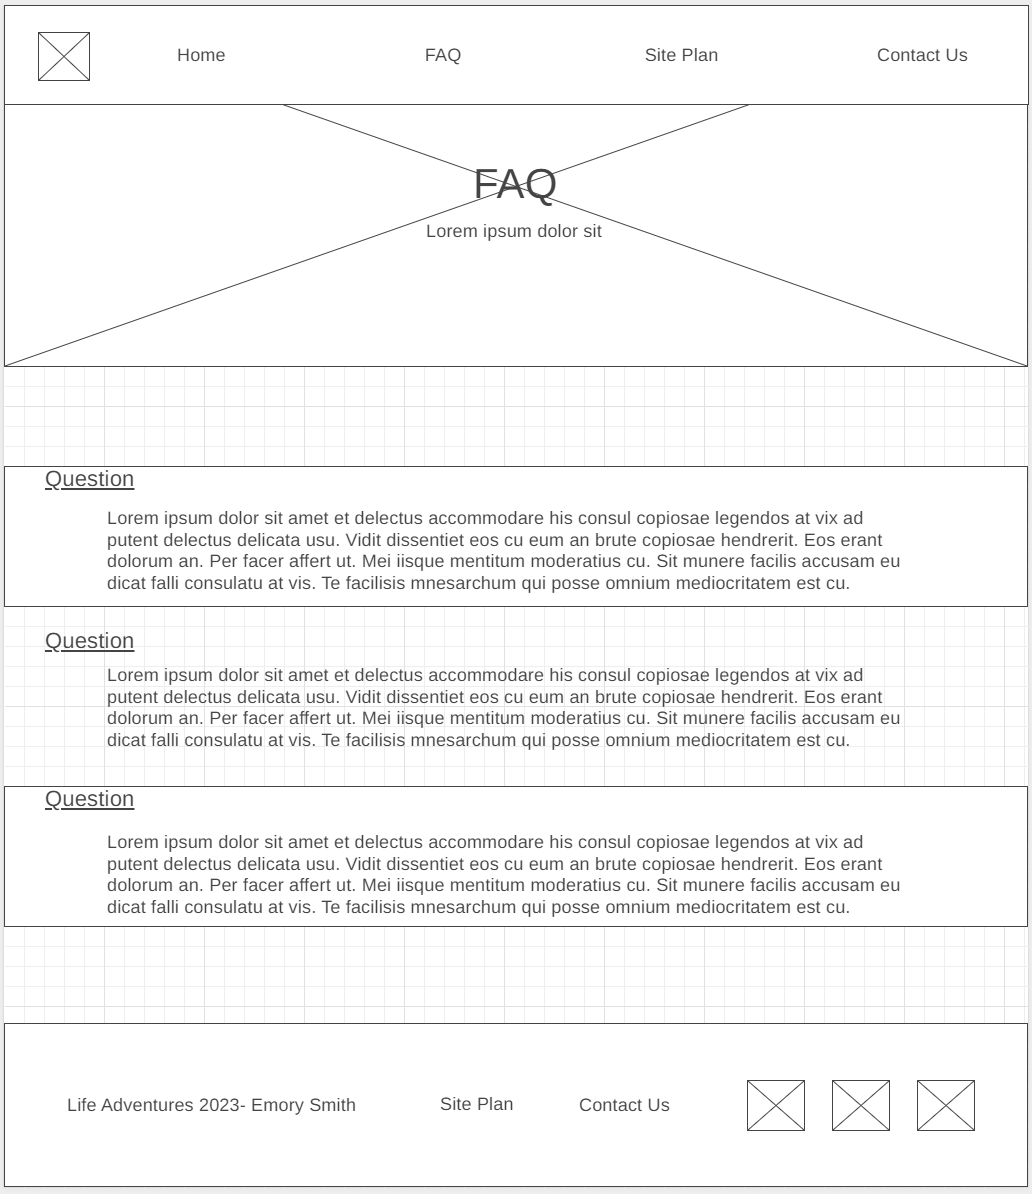 Home FAQ Site Plan Contact Us
FAQ
Lorem ipsum dolor sit
Question
Lorem ipsum dolor sit amet et delectus accommodare his consul copiosae legendos at vix ad
putent delectus delicata usu. Vidit dissentiet eos cu eum an brute copiosae hendrerit. Eos erant
dolorum an. Per facer affert ut. Mei iisque mentitum moderatius cu. Sit munere facilis accusam eu
dicat falli consulatu at vis. Te facilisis mnesarchum qui posse omnium mediocritatem est cu.
Question
Lorem ipsum dolor sit amet et delectus accommodare his consul copiosae legendos at vix ad
putent delectus delicata usu. Vidit dissentiet eos cu eum an brute copiosae hendrerit. Eos erant
dolorum an. Per facer affert ut. Mei iisque mentitum moderatius cu. Sit munere facilis accusam eu
dicat falli consulatu at vis. Te facilisis mnesarchum qui posse omnium mediocritatem est cu.
Question
Lorem ipsum dolor sit amet et delectus accommodare his consul copiosae legendos at vix ad
putent delectus delicata usu. Vidit dissentiet eos cu eum an brute copiosae hendrerit. Eos erant
dolorum an. Per facer affert ut. Mei iisque mentitum moderatius cu. Sit munere facilis accusam eu
dicat falli consulatu at vis. Te facilisis mnesarchum qui posse omnium mediocritatem est cu.
Life Adventures 2023- Emory Smith Site Plan Contact Us